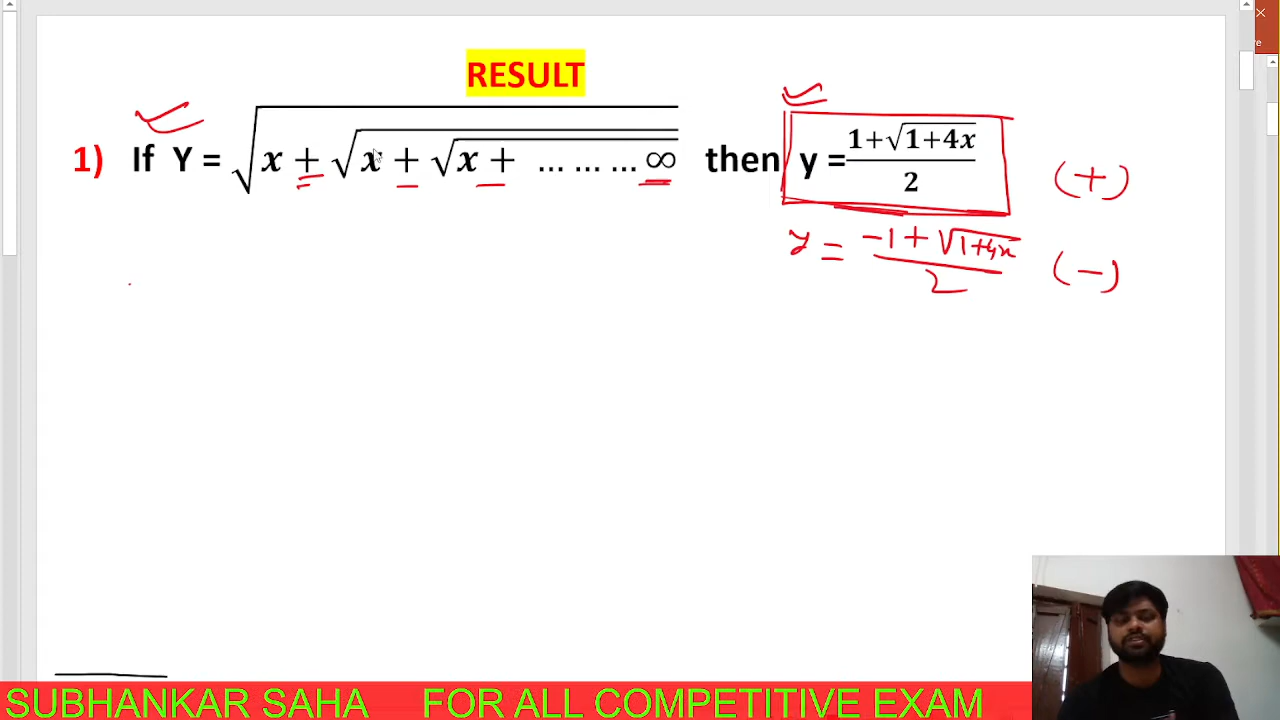 RESULT
1) If Y = √(x + √(x + √(x + … … … ∞ then y = (1+√(1+4x))/2 (+)
y = (-1+√(1+4x))/2 (-)
SUBHANKAR SAHA FOR ALL COMPETITIVE EXAM